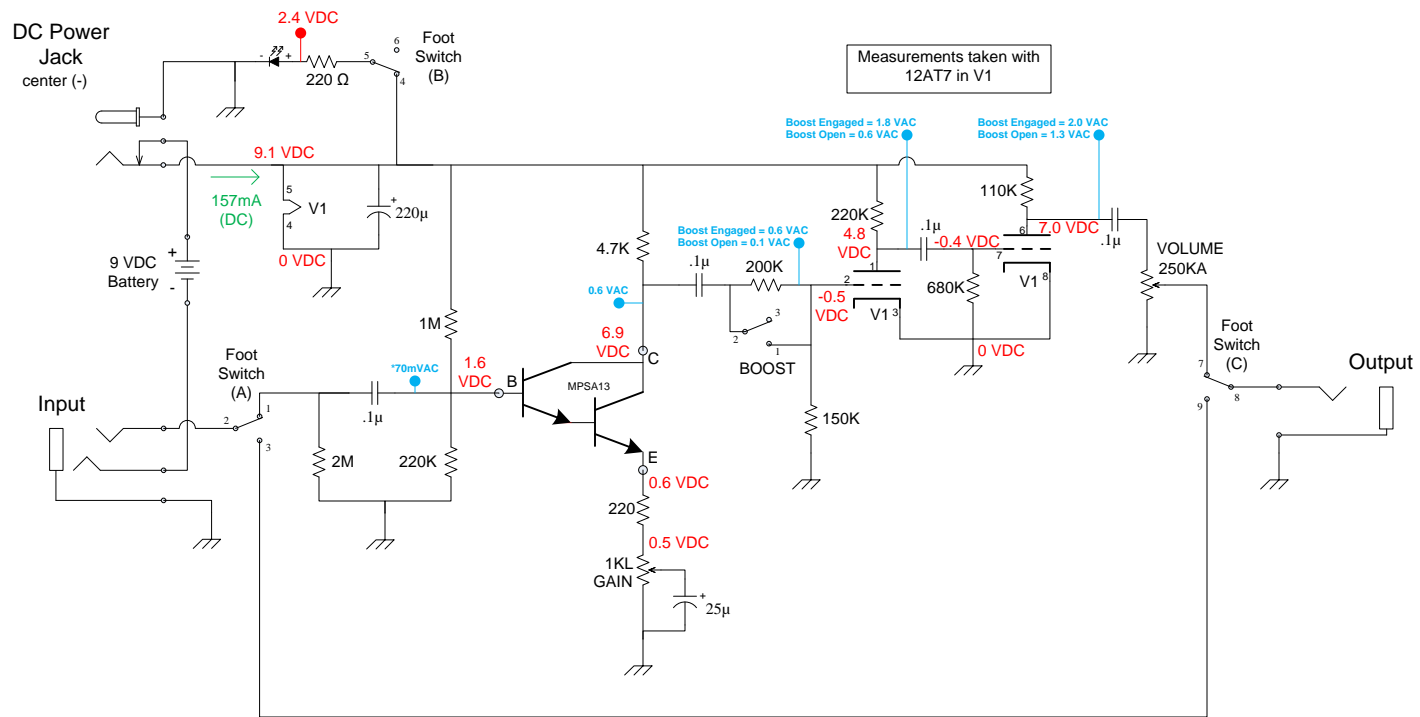 2.4 VDC
DC Power
Jack
center (-)
-
+
220 Ω
6
5
4
Foot
Switch
(B)
Measurements taken with
12AT7 in V1
Boost Engaged = 1.8 VAC
Boost Open = 0.6 VAC
Boost Engaged = 2.0 VAC
Boost Open = 1.3 VAC
9.1 VDC
157mA
(DC)
5
V1
4
+
220µ
0 VDC
+
9 VDC
Battery
-
4.7K
Boost Engaged = 0.6 VAC
Boost Open = 0.1 VAC
220K
4.8
VDC
.1µ
-0.4 VDC
110K
6
7.0 VDC
.1µ
VOLUME
250KA
.1µ
200K
1
2
-0.5
VDC
V1
3
680K
7
V1
8
0 VDC
0.6 VAC
3
2
1
BOOST
1M
6.9
VDC
C
Foot
Switch
(A)
*70mVAC
1.6
VDC
B
MPSA13
Input
1
2
3
.1µ
2M
220K
E
150K
0.6 VDC
220
0.5 VDC
1KL
GAIN
+
25µ
Foot
Switch
(C)
7
8
9
Output